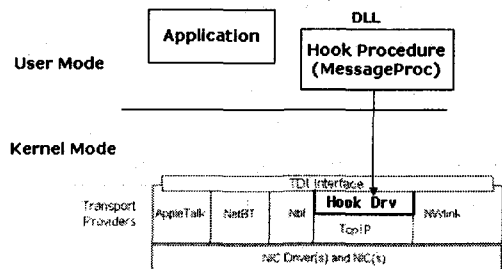 DLL
Application
Hook Procedure
(MessageProc)
User Mode
Kernel Mode
TDI Interface
Transport
Providers
AppleTalk
NetBT
Nbf
Hook Drv
TcpIP
NWlink
NIC Driver(s) and NIC(s)